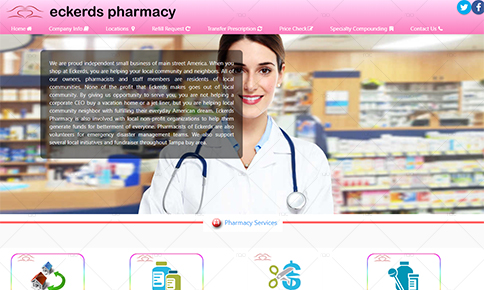 eckerds pharmacy
Home Company Info Locations Refill Request Transfer Prescription Price Check Specialty Compounding Contact Us
We are proud independent small business of main street America. When you
shop at Eckerds, you are helping your local community and neighbors. All of
our owners, pharmacists and staff members are residents of local
communities. None of the profit that Eckerds makes goes out of local
community. By giving us opportunity to serve you, you are not helping a
corporate CEO buy a vacation home or a jet liner, but you are helping local
community neighbor with fulfilling their everyday American dream. Eckerds
Pharmacy is also involved with local non-profit organizations to help them
generate funds for betterment of everyone. Pharmacists of Eckerds are also
volunteers for emergency disaster management teams. We also support
several local initiatives and fundraiser throughout Tampa bay area.
Pharmacy Services